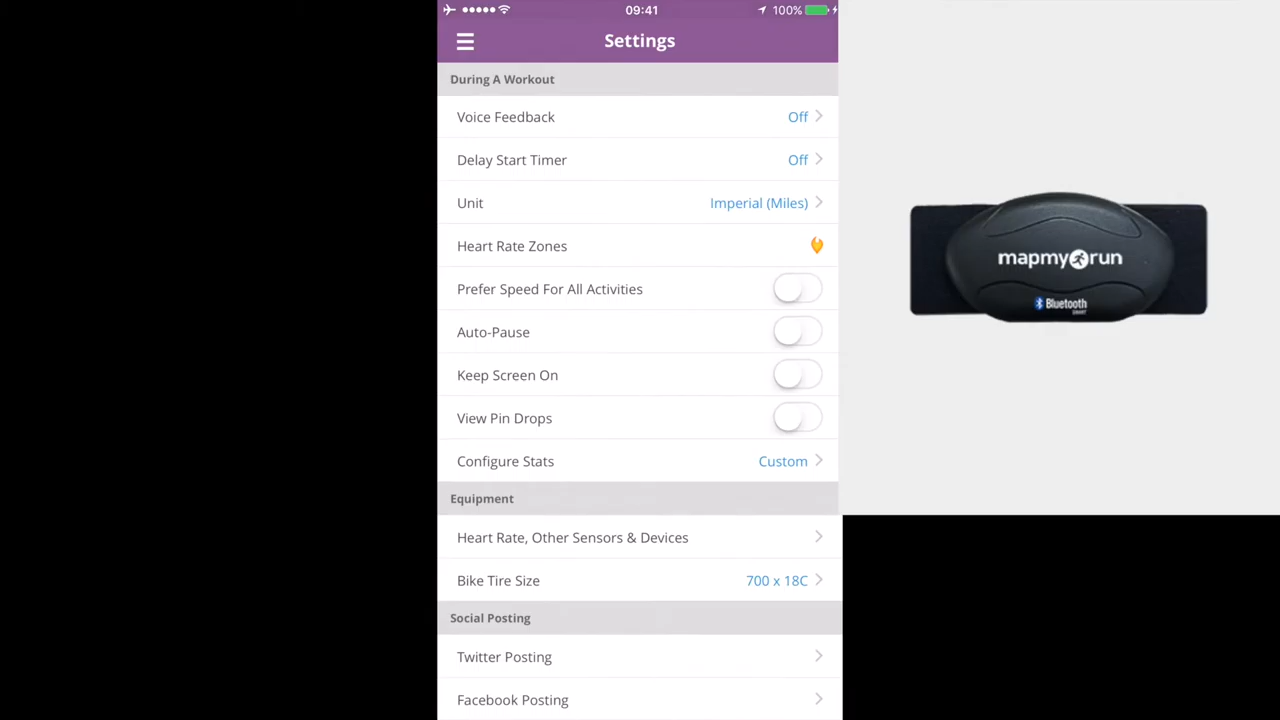 09:41
100%
Settings
During A Workout
Voice Feedback Off
Delay Start Timer Off
Unit Imperial (Miles)
Heart Rate Zones
Prefer Speed For All Activities
Auto-Pause
Keep Screen On
View Pin Drops
Configure Stats Custom
Equipment
Heart Rate, Other Sensors & Devices
Bike Tire Size 700 x 18C
Social Posting
Twitter Posting
Facebook Posting
mapmyrun
Bluetooth
SMART